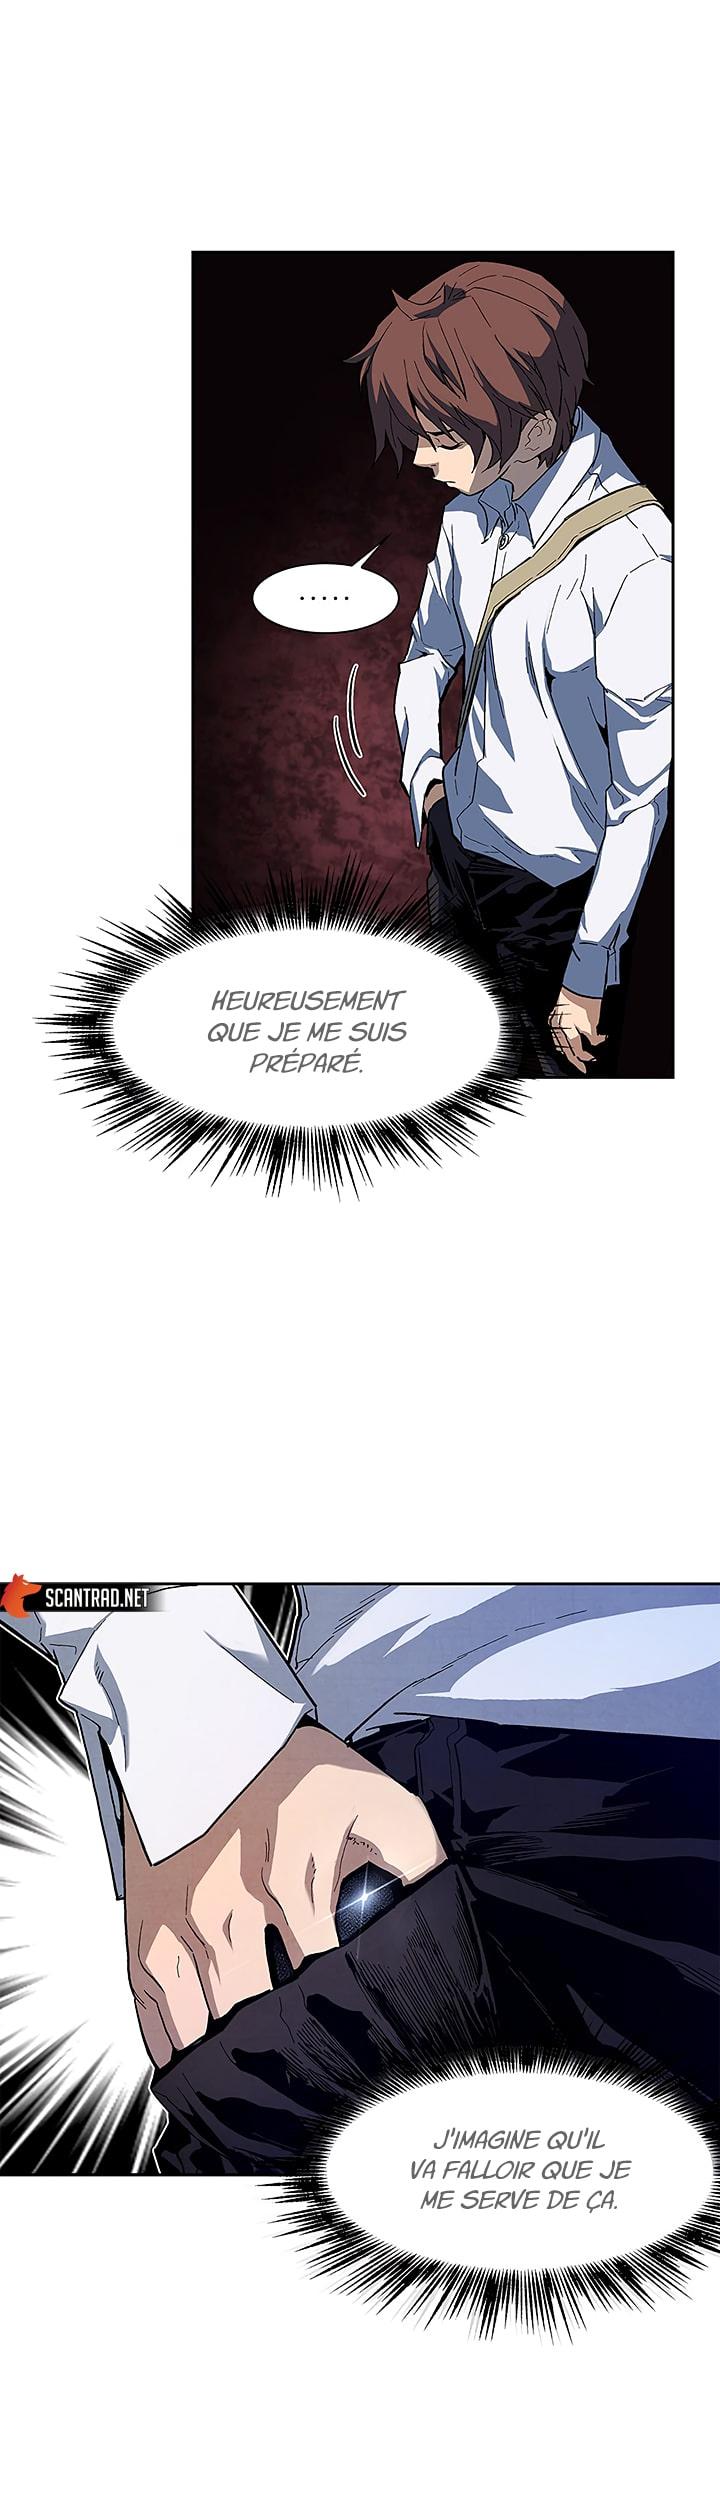 .....
HEUREUSEMENT
QUE JE ME SUIS
PRÉPARÉ.
SCANTRAD.NET
J'IMAGINE QU'IL
VA FALLOIR QUE JE
ME SERVE DE ÇA.